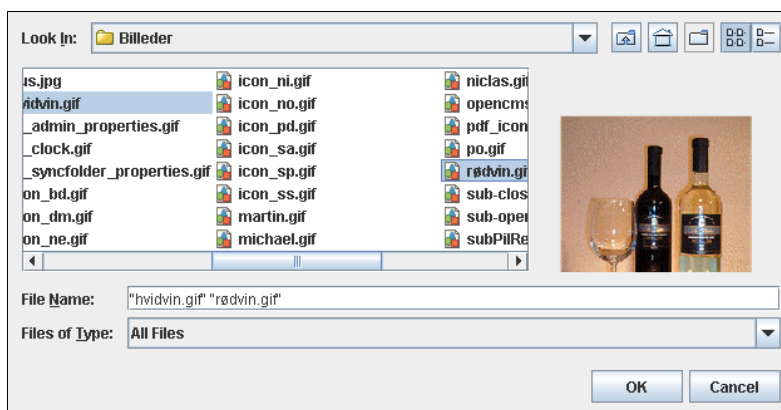 Look In: Billeder
us.jpg
vidvin.gif
_admin_properties.gif
_clock.gif
_syncfolder_properties.gif
on_bd.gif
on_dm.gif
on_ne.gif
icon_ni.gif
icon_no.gif
icon_pd.gif
icon_sa.gif
icon_sp.gif
icon_ss.gif
martin.gif
michael.gif
niclas.gif
opencms
pdf_icon
po.gif
rødvin.gif
sub-clos
sub-oper
subPilRe
File Name: "hvidvin.gif" "rødvin.gif"
Files of Type: All Files
OK Cancel